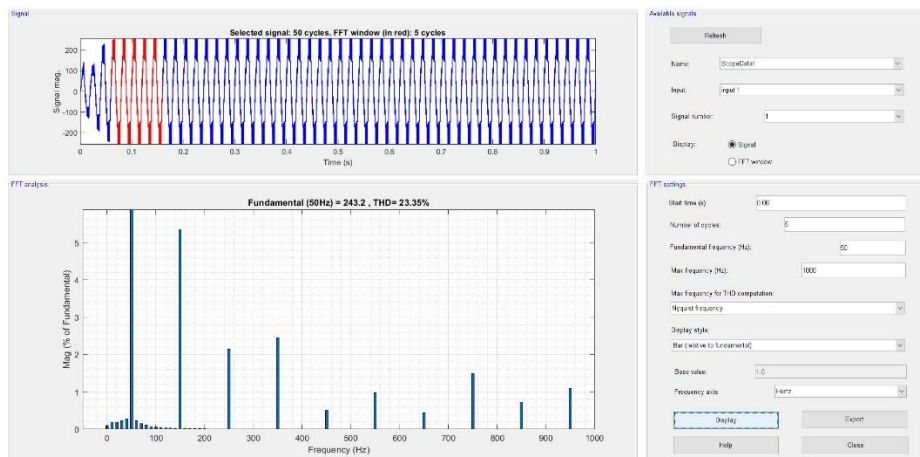 Signal
Selected signal: 50 cycles. FFT window (in red): 5 cycles
Signal mag.
200
100
0
-100
-200
0 0.1 0.2 0.3 0.4 0.5 0.6 0.7 0.8 0.9 1
Time (s)
FFT analysis
Fundamental (50Hz) = 243.2 , THD= 23.35%
Mag (% of Fundamental)
5
4
3
2
1
0
0 100 200 300 400 500 600 700 800 900 1000
Frequency (Hz)
Available signals
Refresh
Name: ScopeData1
Input: input 1
Signal number: 1
Display: Signal
FFT window
FFT settings
Start time (s): 0.06
Number of cycles: 5
Fundamental frequency (Hz): 50
Max frequency (Hz): 1000
Max frequency for THD computation:
Nyquist frequency
Display style:
Bar (relative to fundamental)
Base value: 1.0
Frequency axis: Hertz
Display Export
Help Close